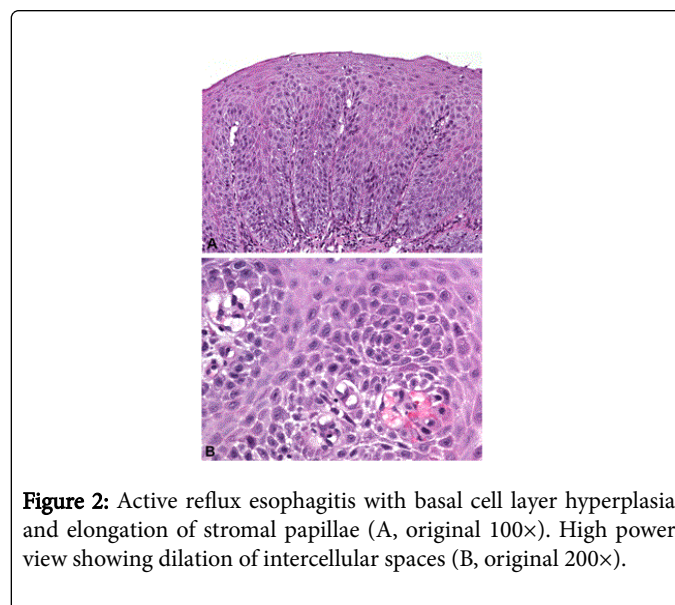 A
B
Figure 2: Active reflux esophagitis with basal cell layer hyperplasia
and elongation of stromal papillae (A, original 100×). High power
view showing dilation of intercellular spaces (B, original 200×).